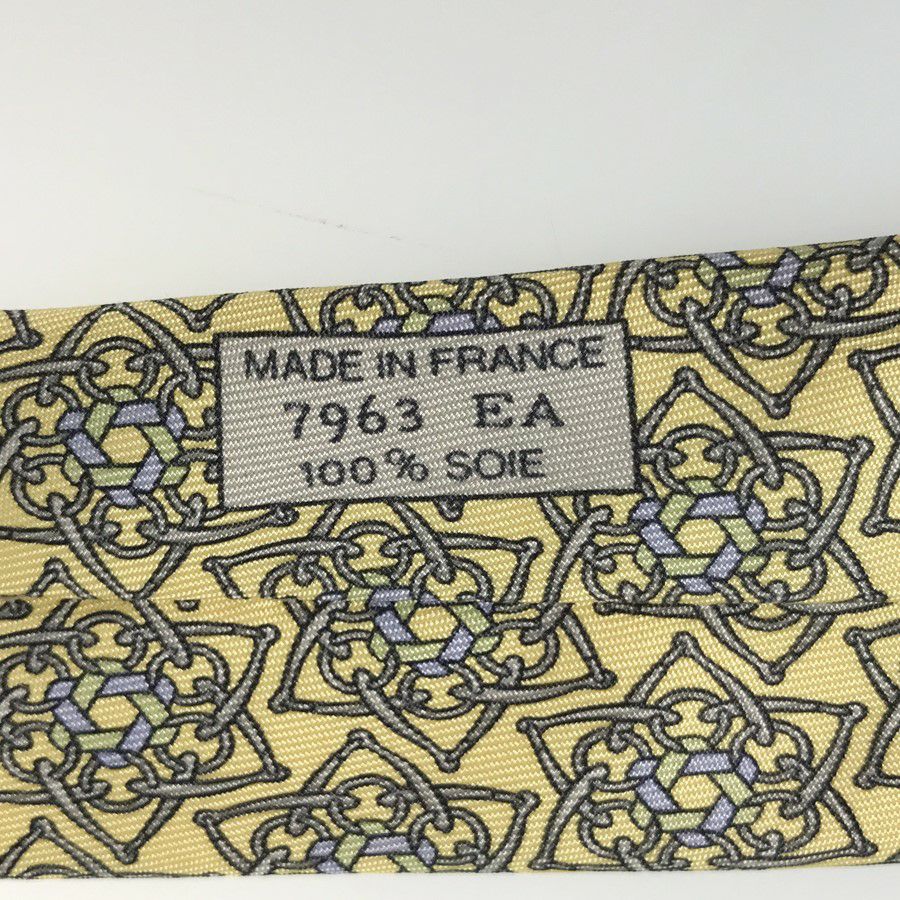 MADE IN FRANCE
7963 EA
100% SOIE